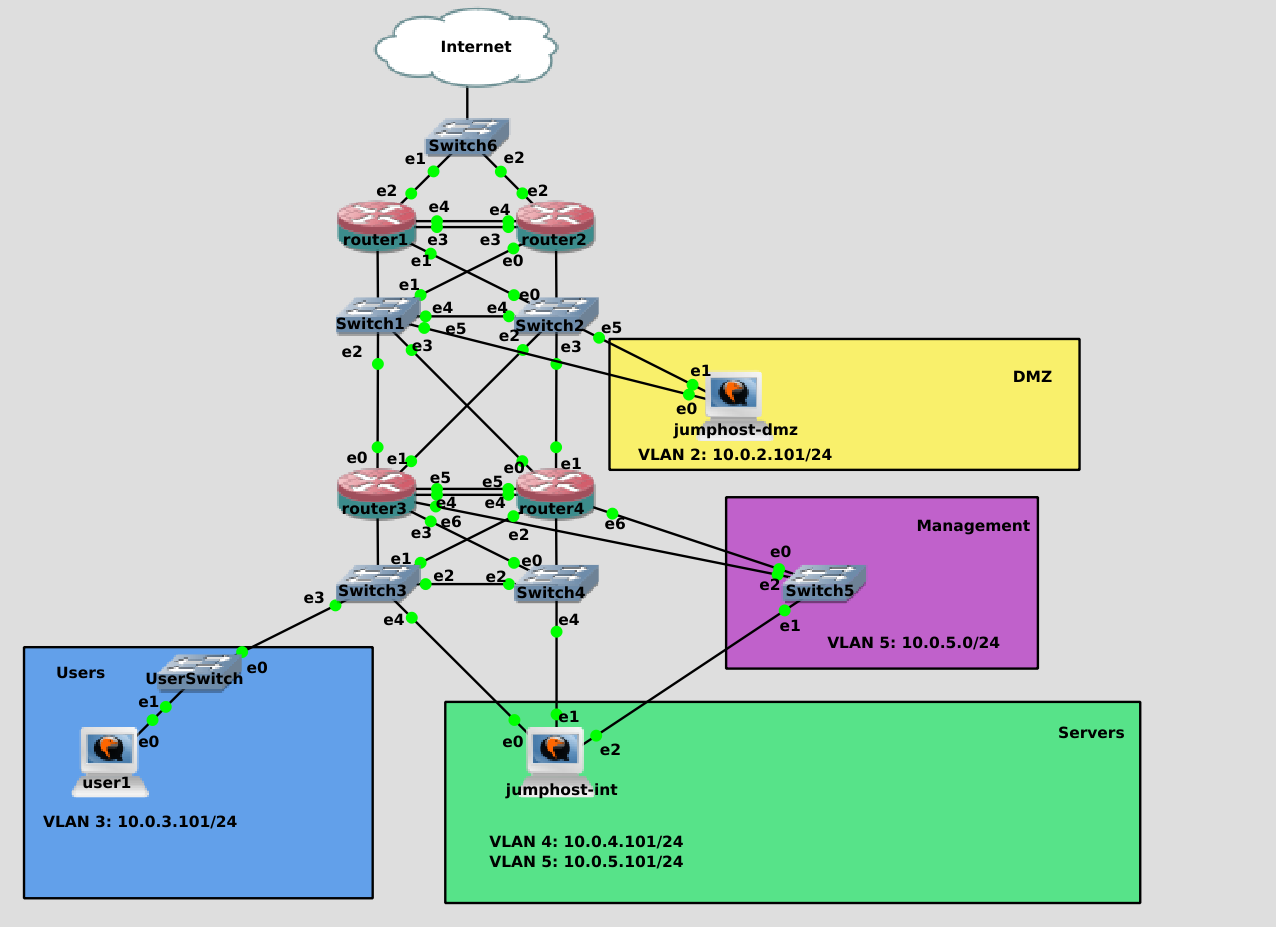 Internet
Switch6
e1
e2
e2
e2
e4
e4
router1
e3
e3
router2
e1
e0
e1
e0
e4
e4
Switch1
e5
Switch2
e5
e2
e3
e2
e3
DMZ
e1
e0
jumphost-dmz
VLAN 2: 10.0.2.101/24
e0
e1
e0
e1
e5
e5
e4
e4
router3
router4
e6
e3
e6
e2
Management
e0
e2
Switch5
e1
VLAN 5: 10.0.5.0/24
e1
e0
e2
e2
Switch3
Switch4
e3
e4
e4
Users
UserSwitch
e0
e1
e0
user1
VLAN 3: 10.0.3.101/24
Servers
e1
e0
e2
jumphost-int
VLAN 4: 10.0.4.101/24
VLAN 5: 10.0.5.101/24